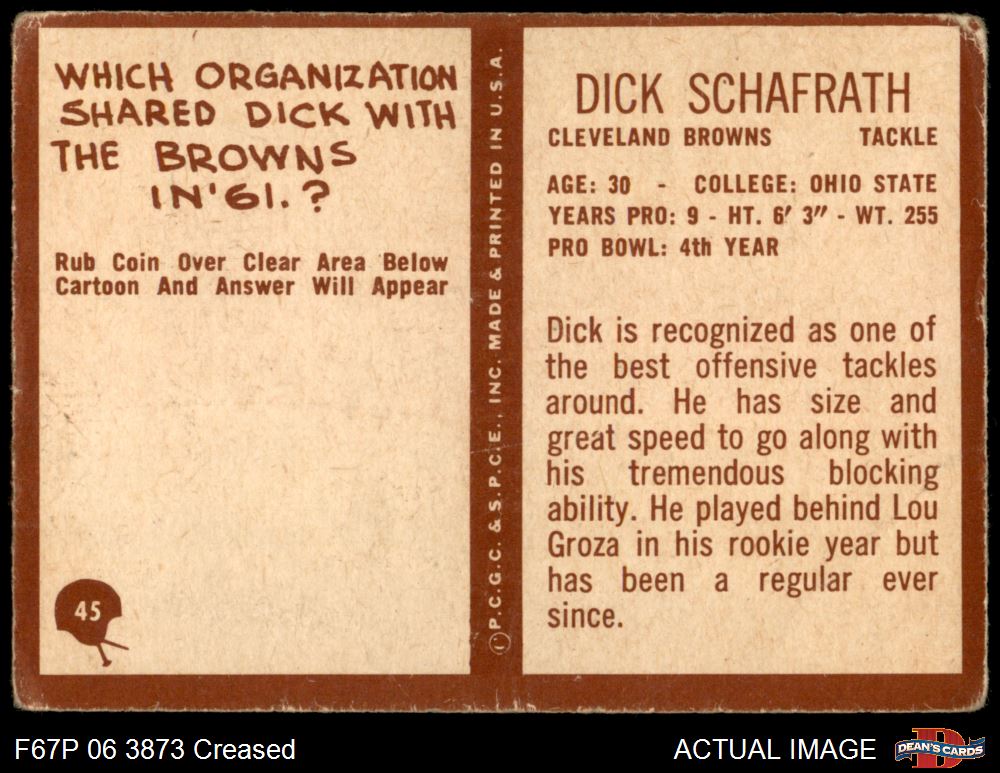 WHICH ORGANIZATION
SHARED DICK WITH
THE BROWNS
IN '61.?
Rub Coin Over Clear Area Below
Cartoon And Answer Will Appear
45
©P.C.G.C. & S.P.C.E., INC. MADE & PRINTED IN U.S.A.
DICK SCHAFRATH
CLEVELAND BROWNS TACKLE
AGE: 30 - COLLEGE: OHIO STATE
YEARS PRO: 9 - HT. 6' 3" - WT. 255
PRO BOWL: 4th YEAR
Dick is recognized as one of
the best offensive tackles
around. He has size and
great speed to go along with
his tremendous blocking
ability. He played behind Lou
Groza in his rookie year but
has been a regular ever
since.
F67P 06 3873 Creased
ACTUAL IMAGE
DEAN'S CARDS